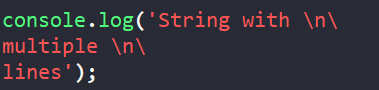 console.log('String with \n\
multiple \n\
lines');